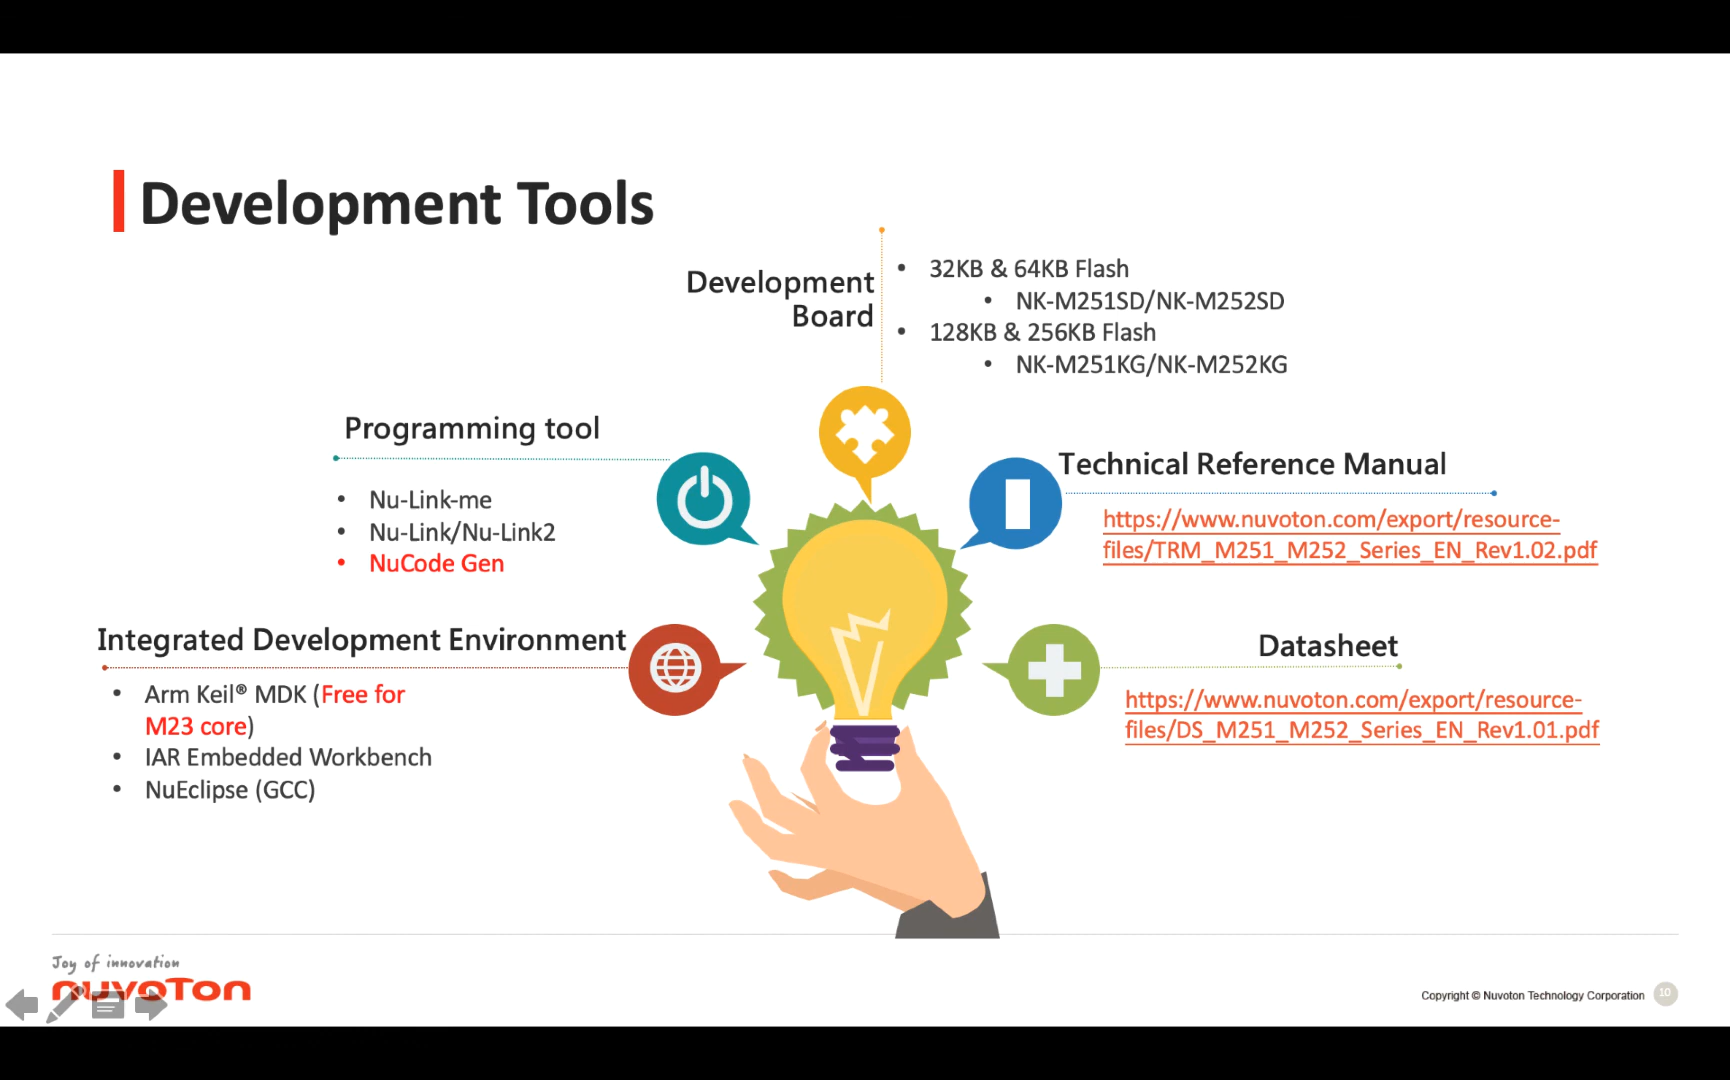 Development Tools
Development
Board
• 32KB & 64KB Flash
• NK-M251SD/NK-M252SD
• 128KB & 256KB Flash
• NK-M251KG/NK-M252KG
Programming tool
• Nu-Link-me
• Nu-Link/Nu-Link2
• NuCode Gen
Technical Reference Manual
https://www.nuvoton.com/export/resource-
files/TRM_M251_M252_Series_EN_Rev1.02.pdf
Integrated Development Environment
• Arm Keil® MDK (Free for
M23 core)
• IAR Embedded Workbench
• NuEclipse (GCC)
Datasheet
https://www.nuvoton.com/export/resource-
files/DS_M251_M252_Series_EN_Rev1.01.pdf
Joy of innovation
nuvoTon
Copyright © Nuvoton Technology Corporation
10